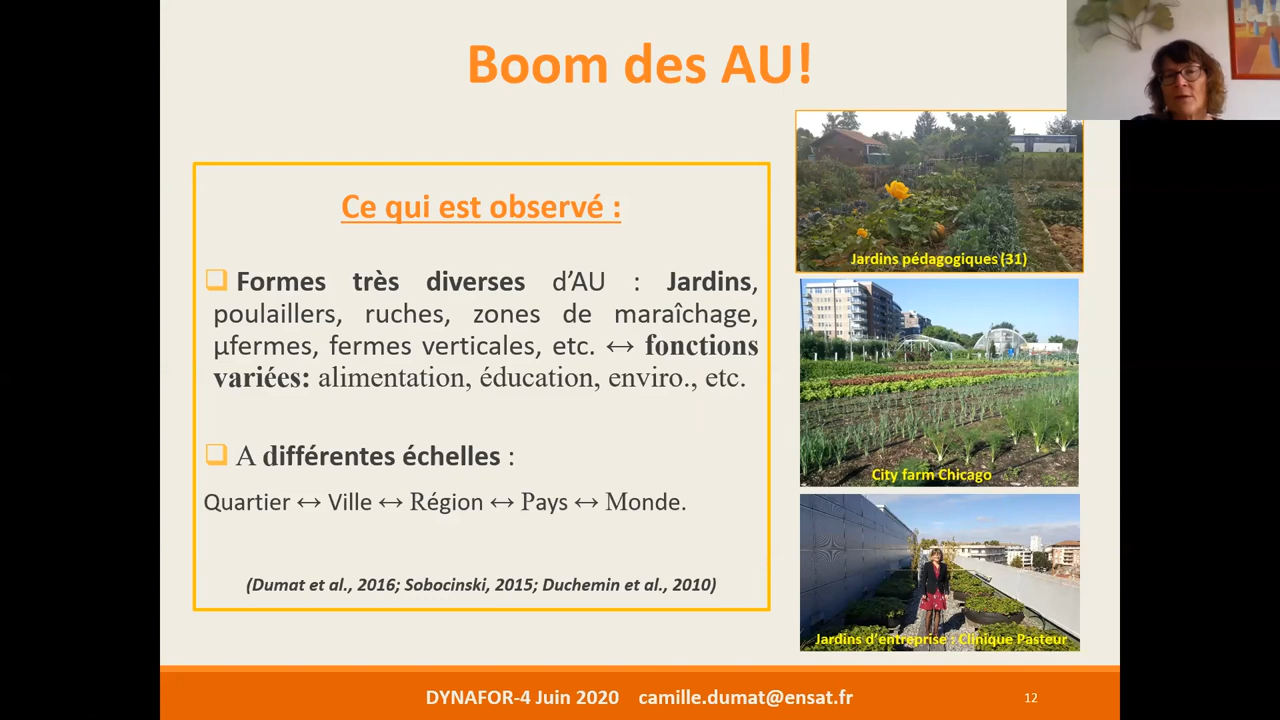 Boom des AU!
Ce qui est observé :
❑ Formes très diverses d’AU : Jardins,
poulaillers, ruches, zones de maraîchage,
µfermes, fermes verticales, etc. ↔ fonctions
variées: alimentation, éducation, enviro., etc.
❑ A différentes échelles :
Quartier ↔ Ville ↔ Région ↔ Pays ↔ Monde.
(Dumat et al., 2016; Sobocinski, 2015; Duchemin et al., 2010)
Jardins pédagogiques (31)
City farm Chicago
Jardins d’entreprise : Clinique Pasteur
DYNAFOR-4 Juin 2020 camille.dumat@ensat.fr
12